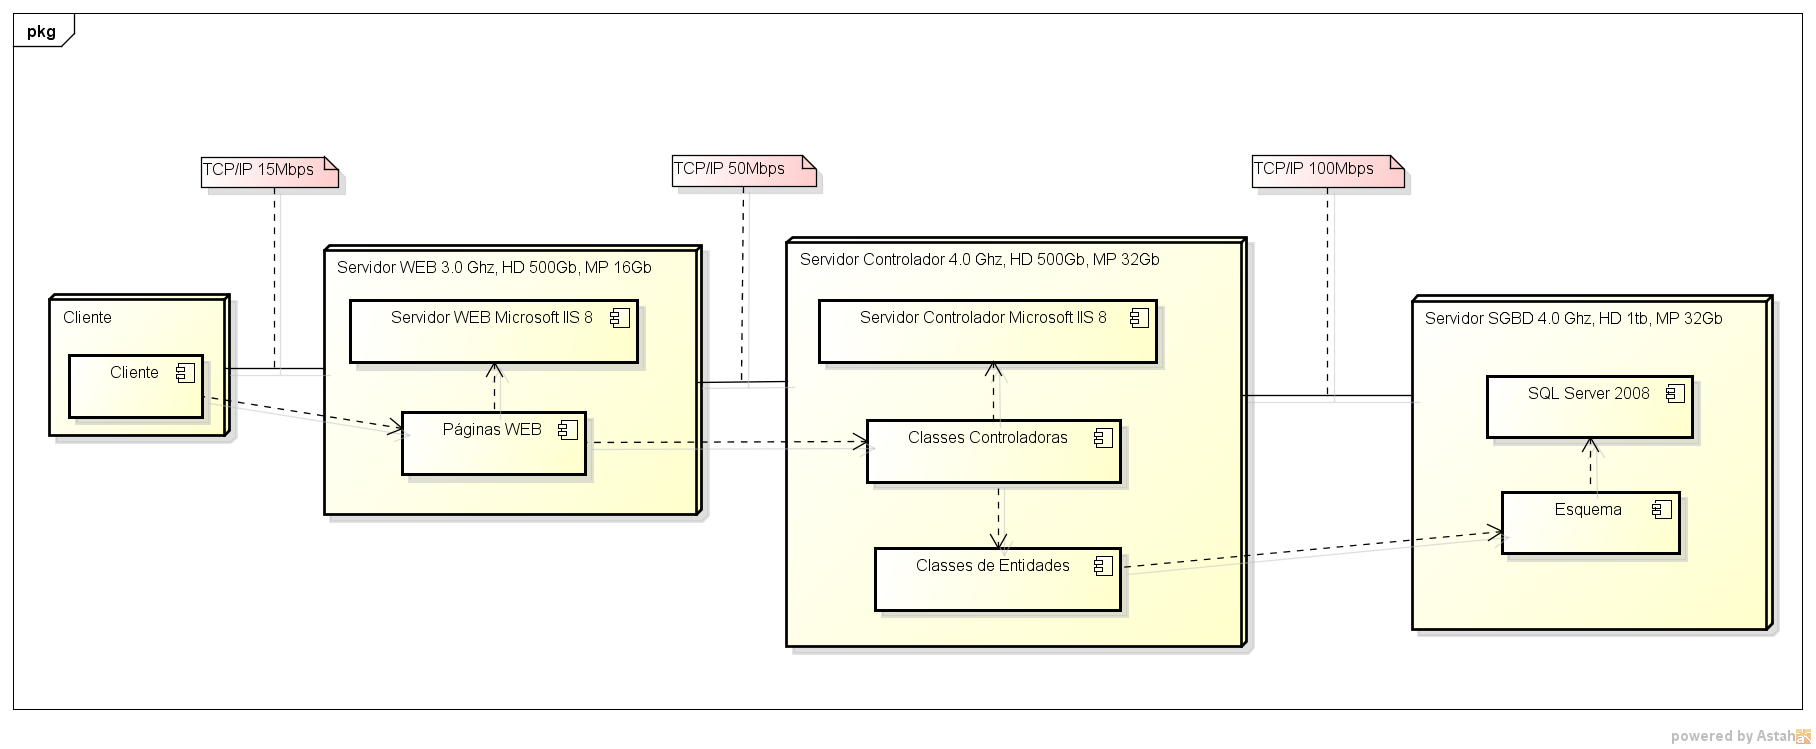 pkg
TCP/IP 15Mbps
TCP/IP 50Mbps
TCP/IP 100Mbps
Cliente
Cliente
Servidor WEB 3.0 Ghz, HD 500Gb, MP 16Gb
Servidor WEB Microsoft IIS 8
Páginas WEB
Servidor Controlador 4.0 Ghz, HD 500Gb, MP 32Gb
Servidor Controlador Microsoft IIS 8
Classes Controladoras
Classes de Entidades
Servidor SGBD 4.0 Ghz, HD 1tb, MP 32Gb
SQL Server 2008
Esquema
powered by Astah